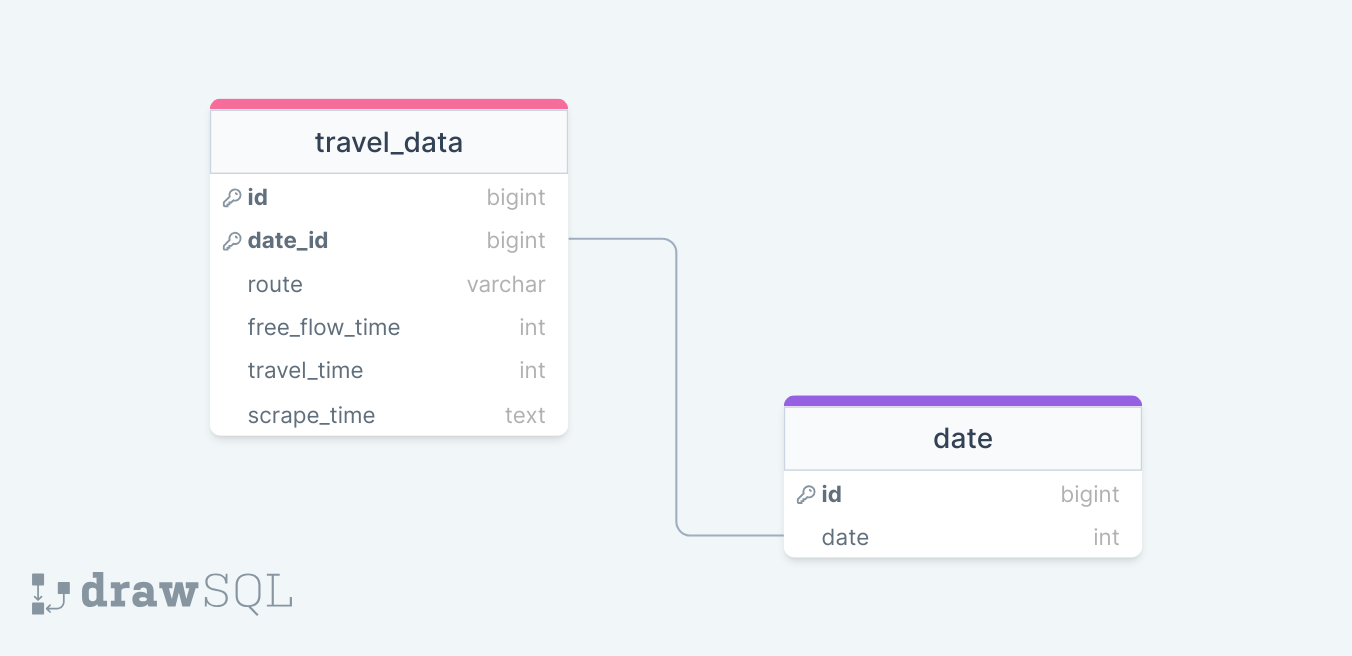 travel_data
id bigint
date_id bigint
route varchar
free_flow_time int
travel_time int
scrape_time text
date
id bigint
date int
drawSQL